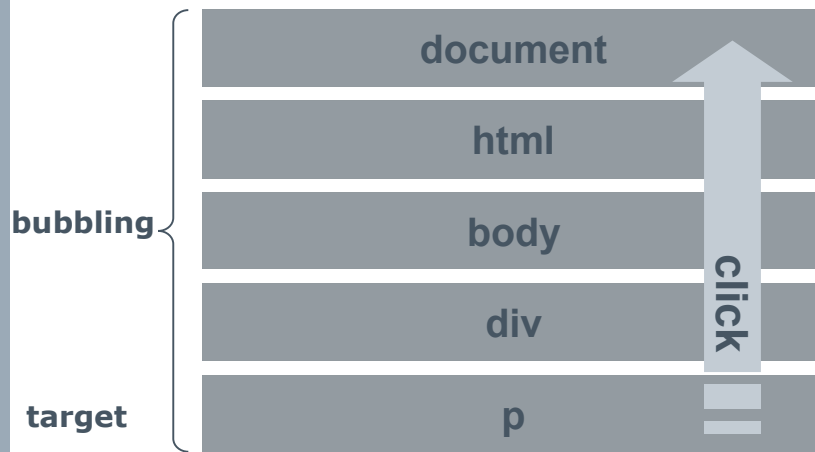 document
html
bubbling
body
click
div
target
p